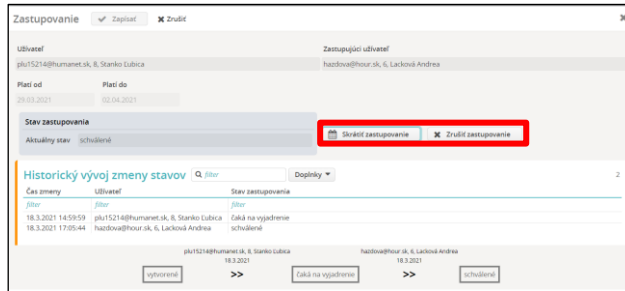 Zastupovanie Zapísať Zrušiť
Užívateľ Zastupujúci užívateľ
plu15214@humanet.sk, 8, Stanko Ľubica hazdova@hour.sk, 6, Lacková Andrea
Platí od Platí do
29.03.2021 02.04.2021
Stav zastupovania
Aktuálny stav schválené
Skrátiť zastupovanie Zrušiť zastupovanie
Historický vývoj zmeny stavov filter Doplnky 2
Čas zmeny Užívateľ Stav zastupovania
filter filter filter
18.3.2021 14:59:59 plu15214@humanet.sk, 8, Stanko Ľubica čaká na vyjadrenie
18.3.2021 17:05:44 hazdova@hour.sk, 6, Lacková Andrea schválené
plu15214@humanet.sk, 8, Stanko Ľubica hazdova@hour.sk, 6, Lacková Andrea
18.3.2021 18.3.2021
vytvorené >> čaká na vyjadrenie >> schválené